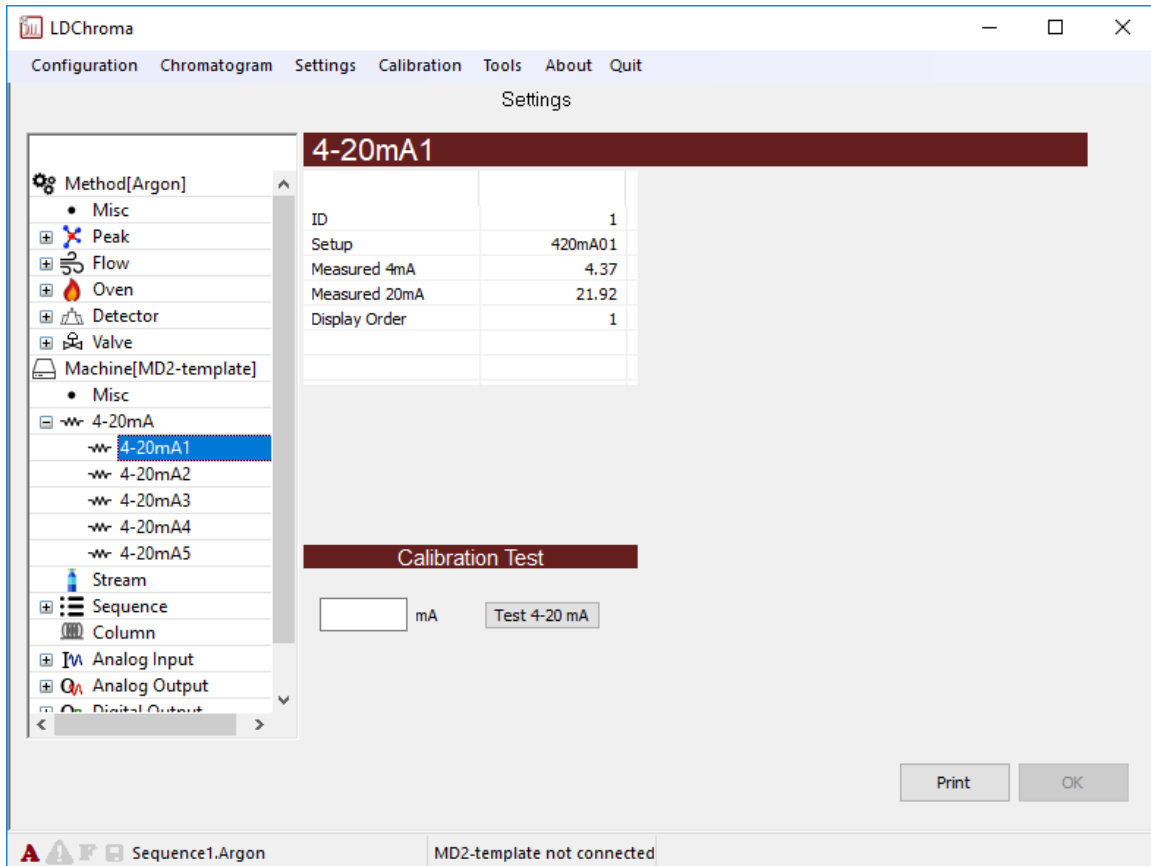 LDChroma
Configuration Chromatogram Settings Calibration Tools About Quit
Settings
Method[Argon]
Misc
Peak
Flow
Oven
Detector
Valve
Machine[MD2-template]
Misc
4-20mA
4-20mA1
4-20mA2
4-20mA3
4-20mA4
4-20mA5
Stream
Sequence
Column
Analog Input
Analog Output
Digital Output
4-20mA1
ID 1
Setup 420mA01
Measured 4mA 4.37
Measured 20mA 21.92
Display Order 1
Calibration Test
mA Test 4-20 mA
Print OK
A F Sequence1.Argon MD2-template not connected